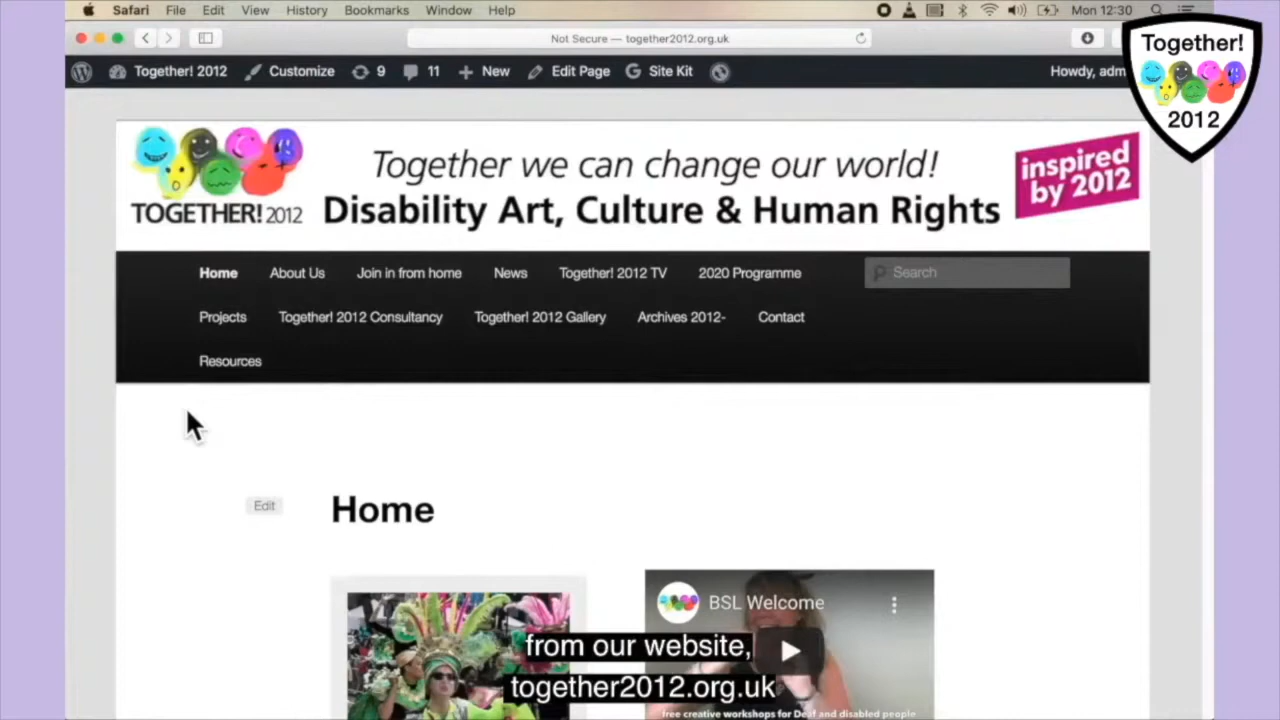 Safari File Edit View History Bookmarks Window Help Mon 12:30
Not Secure — together2012.org.uk
Together! 2012 Customize 9 11 New Edit Page Site Kit Howdy, adm
Together!
2012
TOGETHER! 2012
Together we can change our world!
Disability Art, Culture & Human Rights
inspired
by 2012
Home About Us Join in from home News Together! 2012 TV 2020 Programme Search
Projects Together! 2012 Consultancy Together! 2012 Gallery Archives 2012- Contact
Resources
Edit
Home
BSL Welcome
from our website,
together2012.org.uk
free creative workshops for Deaf and disabled people